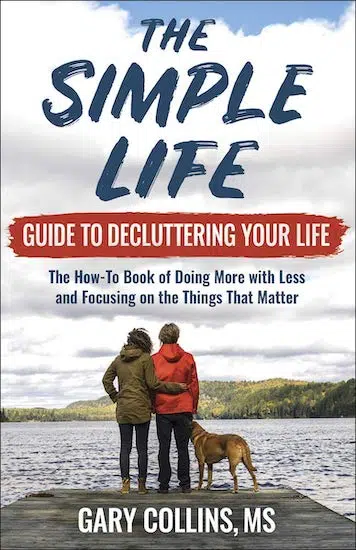 THE
SIMPLE
LIFE
GUIDE TO DECLUTTERING YOUR LIFE
The How-To Book of Doing More with Less
and Focusing on the Things That Matter
GARY COLLINS, MS